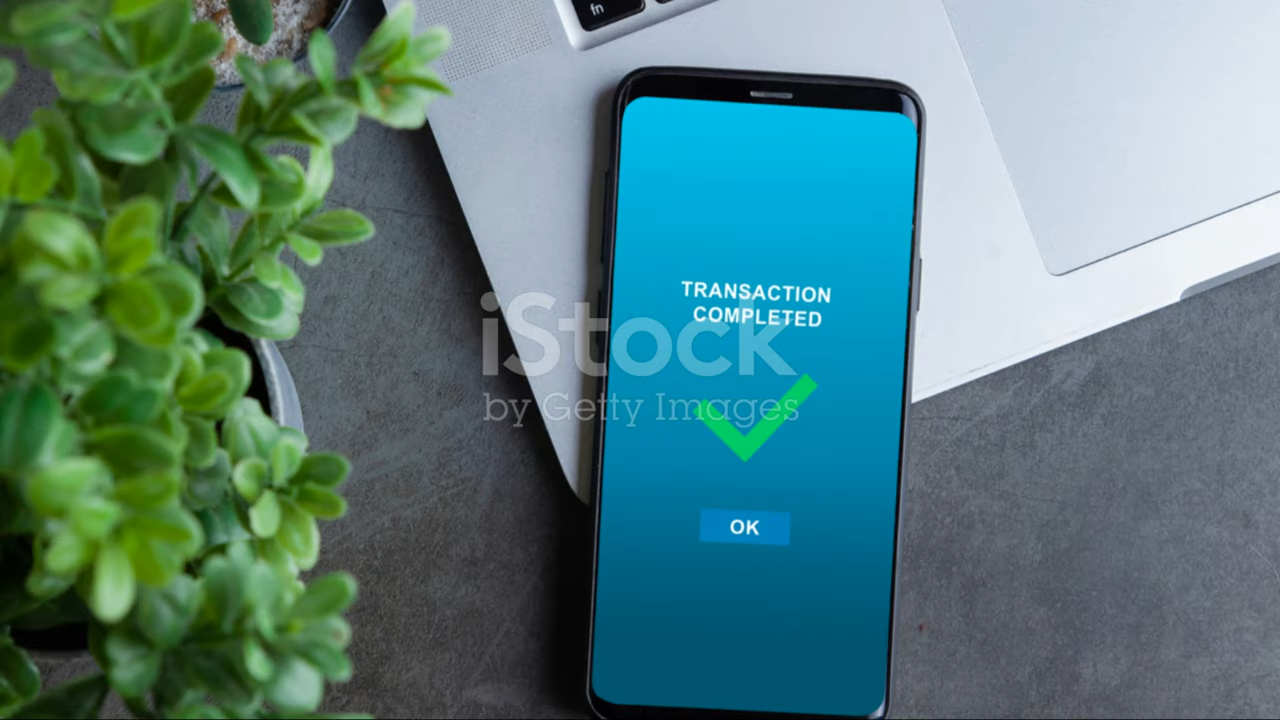 fn
TRANSACTION
COMPLETED
iStock
by Getty Images
OK